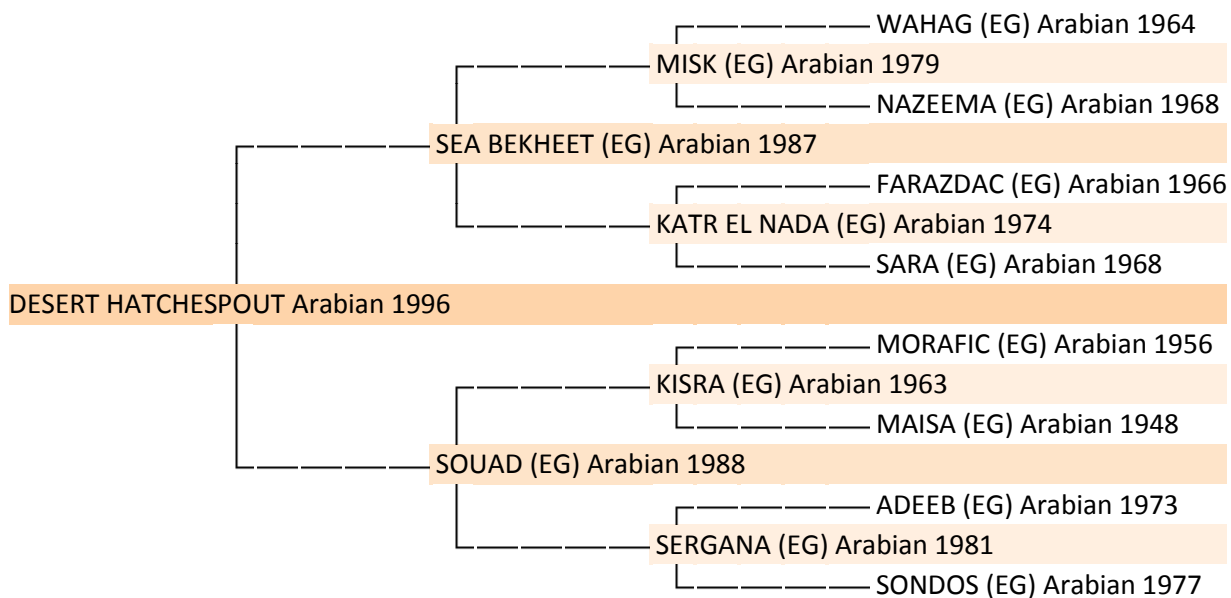 WAHAG (EG) Arabian 1964
MISK (EG) Arabian 1979
NAZEEMA (EG) Arabian 1968
SEA BEKHEET (EG) Arabian 1987
FARAZDAC (EG) Arabian 1966
KATR EL NADA (EG) Arabian 1974
SARA (EG) Arabian 1968
DESERT HATCHESPOUT Arabian 1996
MORAFIC (EG) Arabian 1956
KISRA (EG) Arabian 1963
MAISA (EG) Arabian 1948
SOUAD (EG) Arabian 1988
ADEEB (EG) Arabian 1973
SERGANA (EG) Arabian 1981
SONDOS (EG) Arabian 1977